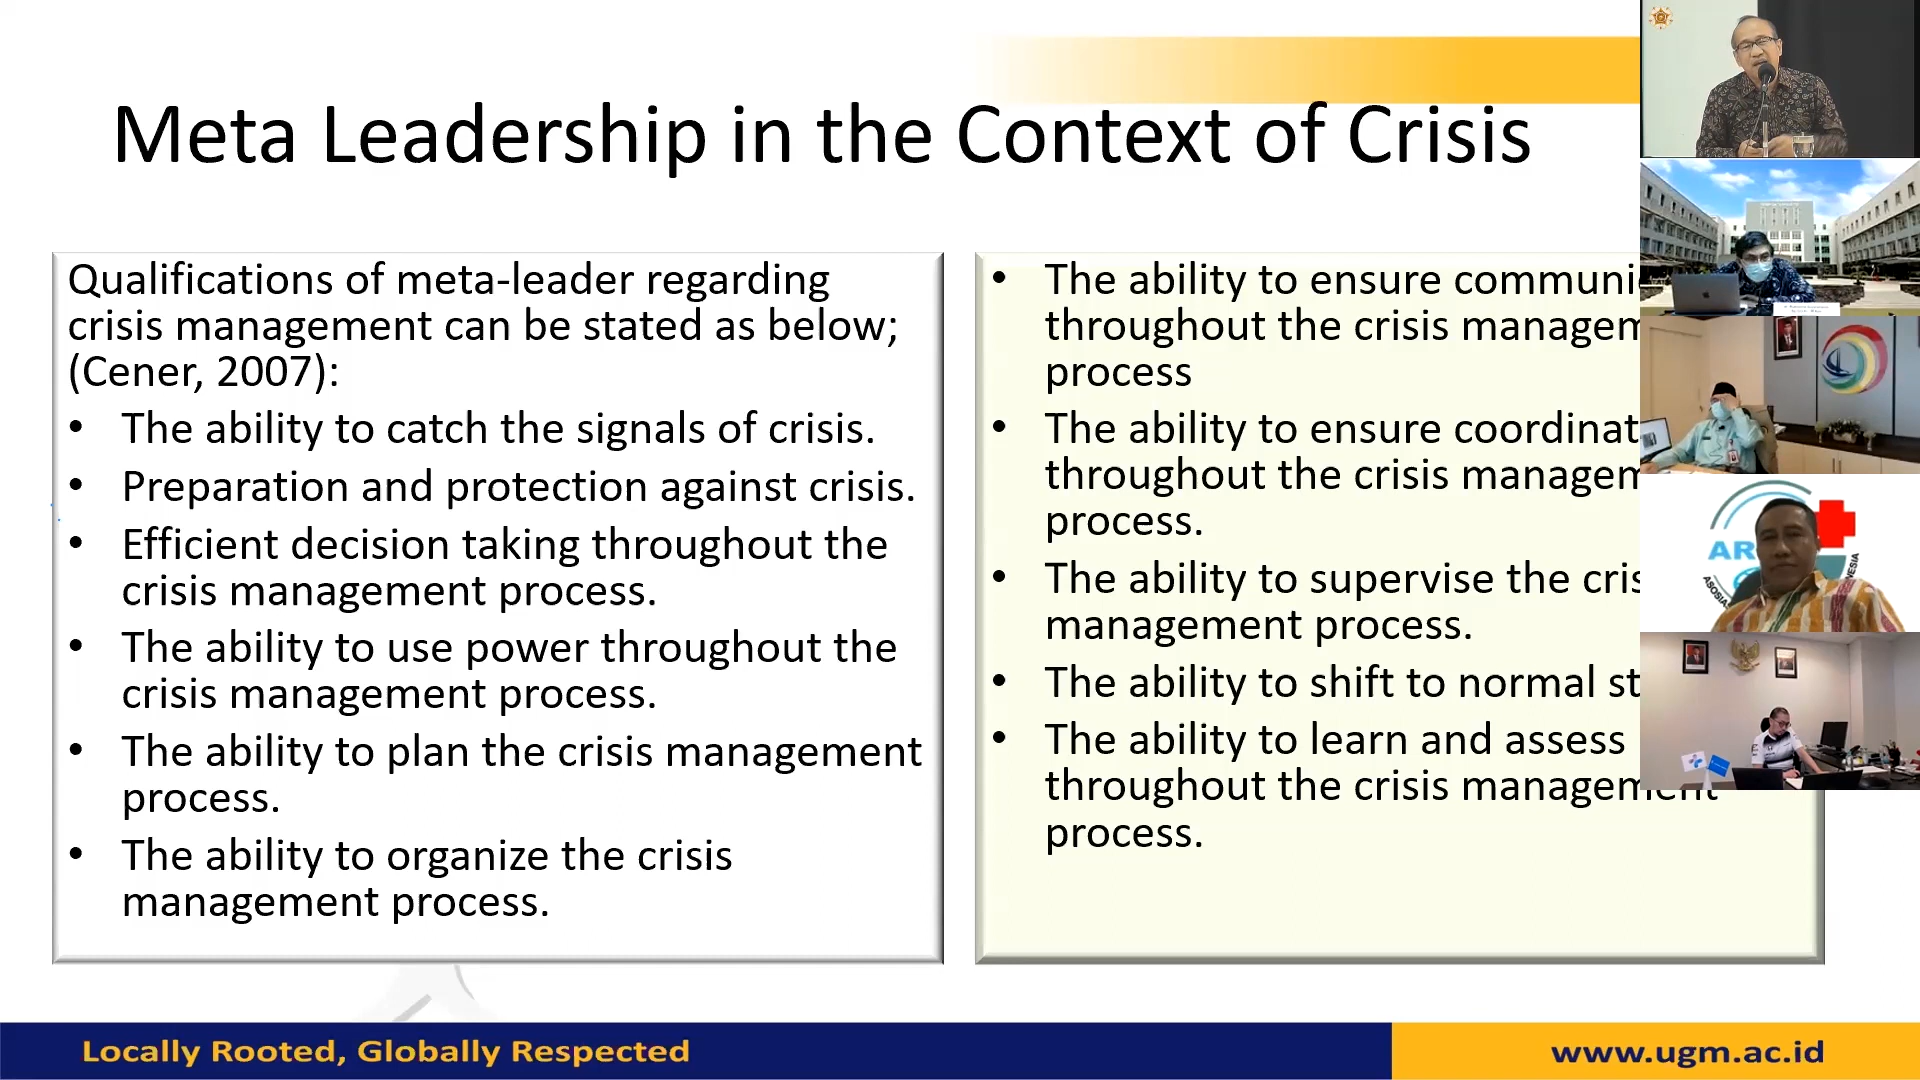 Meta Leadership in the Context of Crisis
Qualifications of meta-leader regarding
crisis management can be stated as below;
(Cener, 2007):
• The ability to catch the signals of crisis.
• Preparation and protection against crisis.
• Efficient decision taking throughout the
crisis management process.
• The ability to use power throughout the
crisis management process.
• The ability to plan the crisis management
process.
• The ability to organize the crisis
management process.
• The ability to ensure communi
throughout the crisis managem
process
• The ability to ensure coordinat
throughout the crisis managem
process.
• The ability to supervise the cris
management process.
• The ability to shift to normal st
• The ability to learn and assess
throughout the crisis management
process.
AR
ASOSIA
NESIA
Locally Rooted, Globally Respected
www.ugm.ac.id